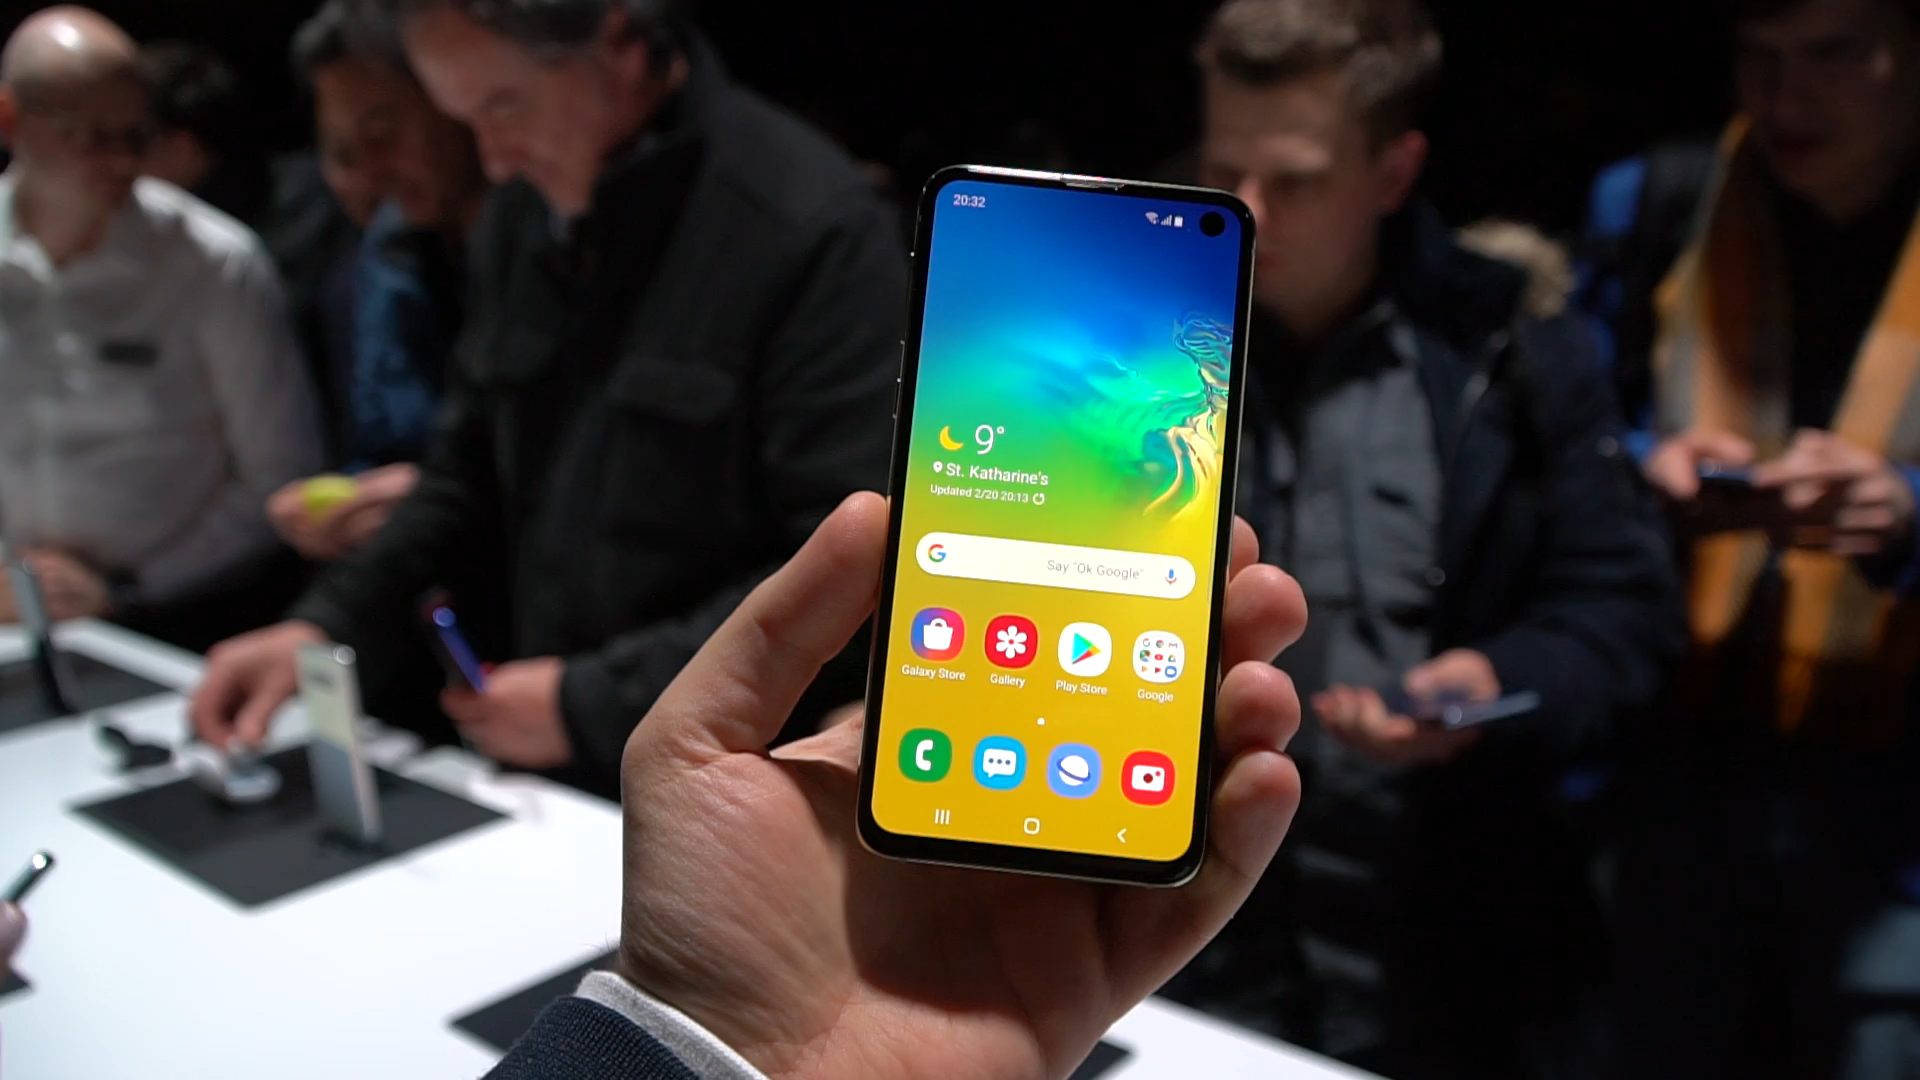 20:32
9°
St. Katharine's
Updated 2/20 20:13
Say "Ok Google"
Galaxy Store
Gallery
Play Store
Google